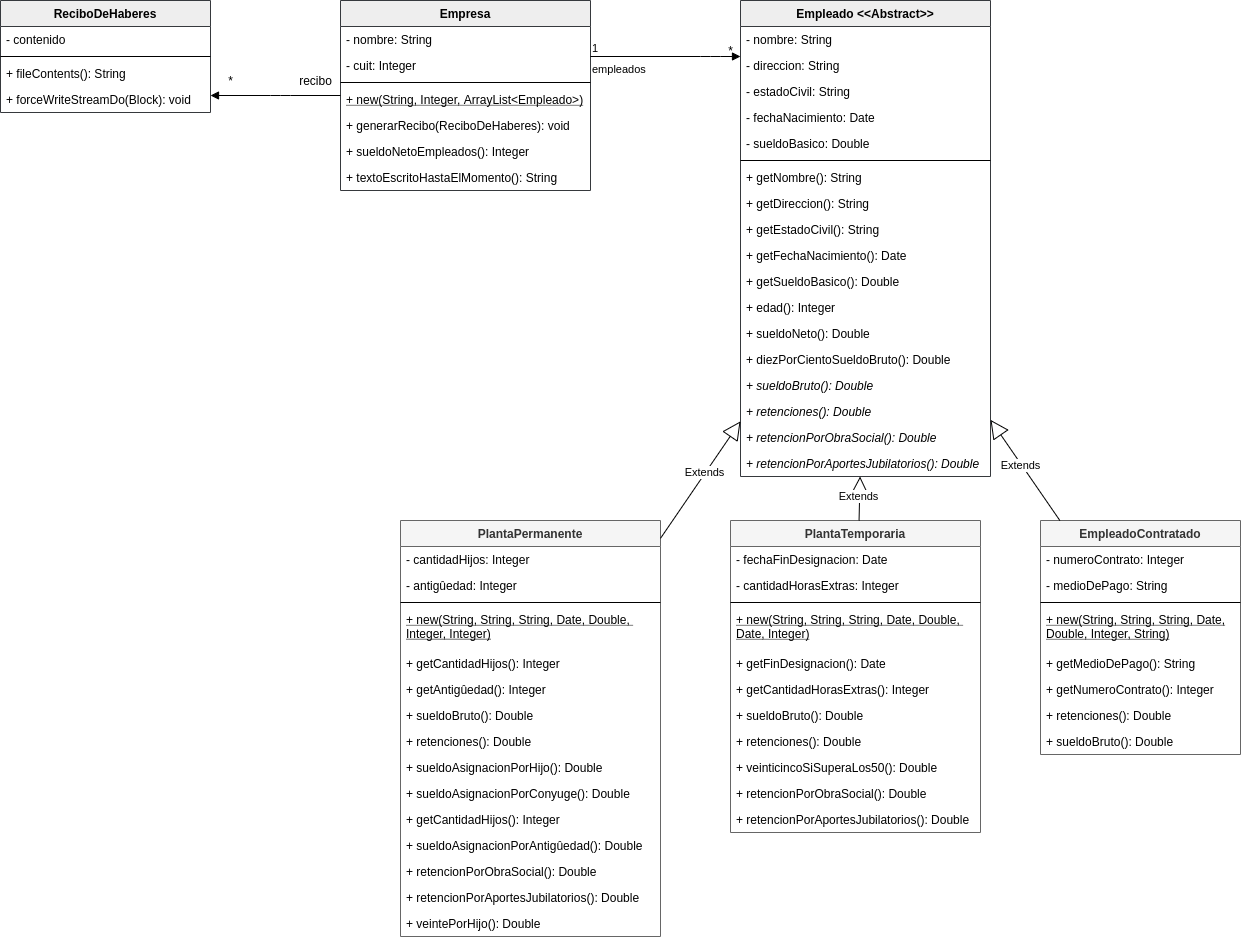 ReciboDeHaberes
- contenido
+ fileContents(): String
+ forceWriteStreamDo(Block): void
*
recibo
Empresa
- nombre: String
- cuit: Integer
+ new(String, Integer, ArrayList<Empleado>)
+ generarRecibo(ReciboDeHaberes): void
+ sueldoNetoEmpleados(): Integer
+ textoEscritoHastaElMomento(): String
1
*
empleados
Empleado <<Abstract>>
- nombre: String
- direccion: String
- estadoCivil: String
- fechaNacimiento: Date
- sueldoBasico: Double
+ getNombre(): String
+ getDireccion(): String
+ getEstadoCivil(): String
+ getFechaNacimiento(): Date
+ getSueldoBasico(): Double
+ edad(): Integer
+ sueldoNeto(): Double
+ diezPorCientoSueldoBruto(): Double
+ sueldoBruto(): Double
+ retenciones(): Double
+ retencionPorObraSocial(): Double
+ retencionPorAportesJubilatorios(): Double
Extends
Extends
Extends
PlantaPermanente
- cantidadHijos: Integer
- antigûedad: Integer
+ new(String, String, String, Date, Double,
Integer, Integer)
+ getCantidadHijos(): Integer
+ getAntigûedad(): Integer
+ sueldoBruto(): Double
+ retenciones(): Double
+ sueldoAsignacionPorHijo(): Double
+ sueldoAsignacionPorConyuge(): Double
+ getCantidadHijos(): Integer
+ sueldoAsignacionPorAntigûedad(): Double
+ retencionPorObraSocial(): Double
+ retencionPorAportesJubilatorios(): Double
+ veintePorHijo(): Double
PlantaTemporaria
- fechaFinDesignacion: Date
- cantidadHorasExtras: Integer
+ new(String, String, String, Date, Double,
Date, Integer)
+ getFinDesignacion(): Date
+ getCantidadHorasExtras(): Integer
+ sueldoBruto(): Double
+ retenciones(): Double
+ veinticincoSiSuperaLos50(): Double
+ retencionPorObraSocial(): Double
+ retencionPorAportesJubilatorios(): Double
EmpleadoContratado
- numeroContrato: Integer
- medioDePago: String
+ new(String, String, String, Date,
Double, Integer, String)
+ getMedioDePago(): String
+ getNumeroContrato(): Integer
+ retenciones(): Double
+ sueldoBruto(): Double